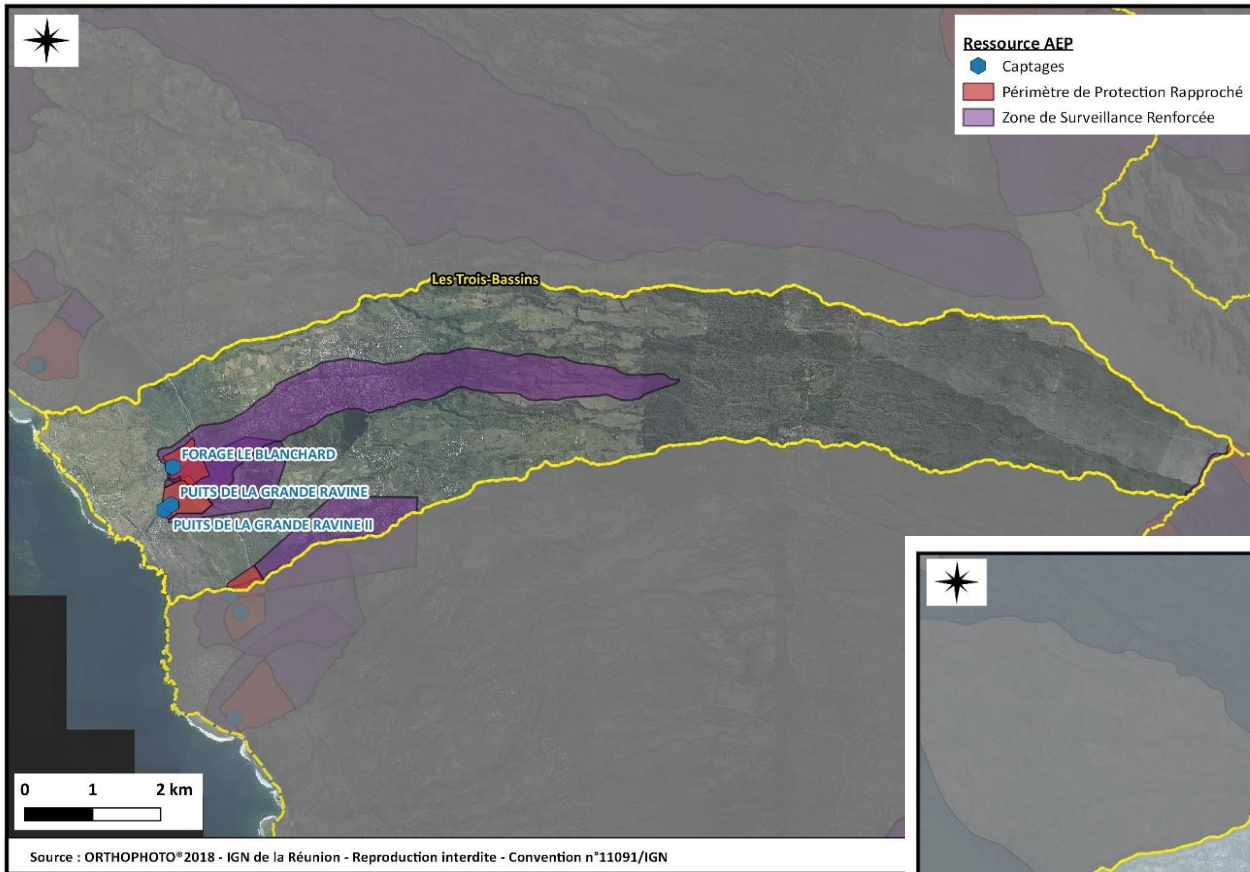 Ressource AEP
Captages
Périmètre de Protection Rapproché
Zone de Surveillance Renforcée
Les Trois-Bassins
FORAGE LE BLANCHARD
PUITS DE LA GRANDE RAVINE
PUITS DE LA GRANDE RAVINE II
0 1 2 km
Source : ORTHOPHOTO®2018 - IGN de la Réunion - Reproduction interdite - Convention n°11091/IGN